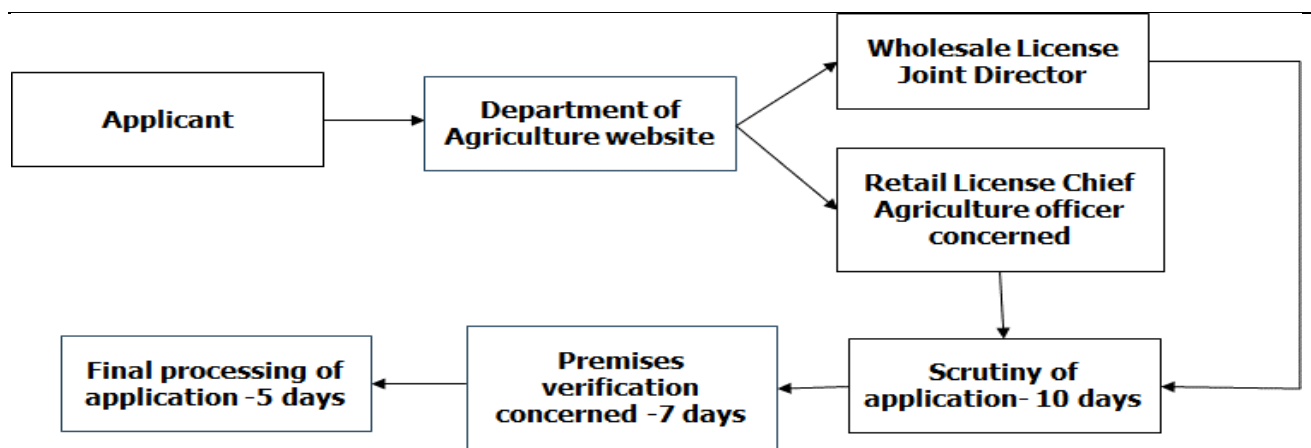 Applicant
Department of
Agriculture website
Wholesale License
Joint Director
Retail License Chief
Agriculture officer
concerned
Scrutiny of
application- 10 days
Premises
verification
concerned -7 days
Final processing of
application -5 days